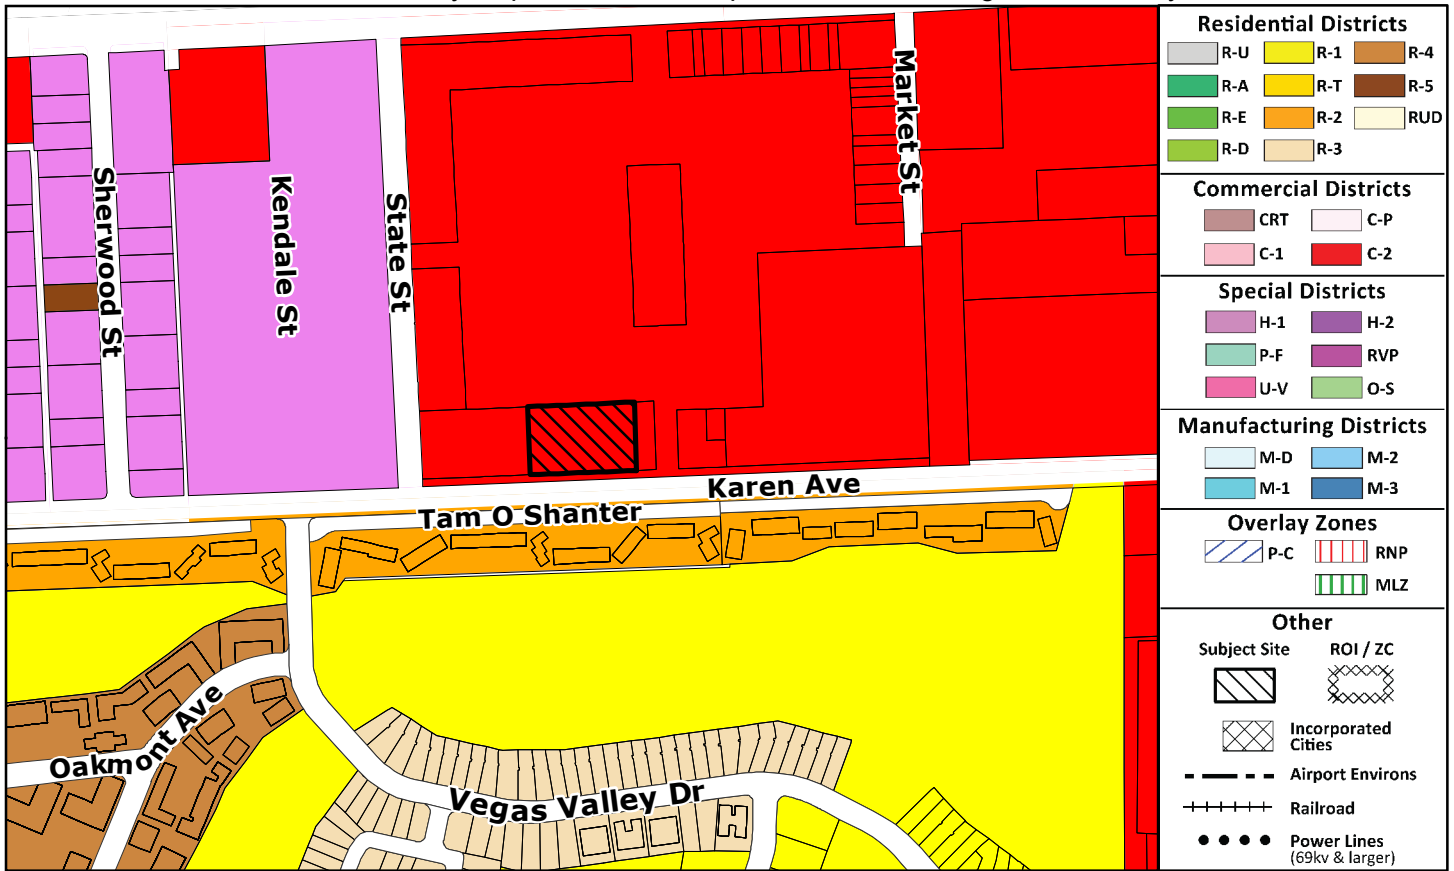 Sherwood St
Kendale St
State St
Market St
Karen Ave
Tam O Shanter
Oakmont Ave
Vegas Valley Dr
Residential Districts
R-U R-1 R-4
R-A R-T R-5
R-E R-2 RUD
R-D R-3
Commercial Districts
CRT C-P
C-1 C-2
Special Districts
H-1 H-2
P-F RVP
U-V O-S
Manufacturing Districts
M-D M-2
M-1 M-3
Overlay Zones
P-C RNP
MLZ
Other
Subject Site ROI / ZC
Incorporated
Cities
Airport Environs
Railroad
Power Lines
(69kv & larger)